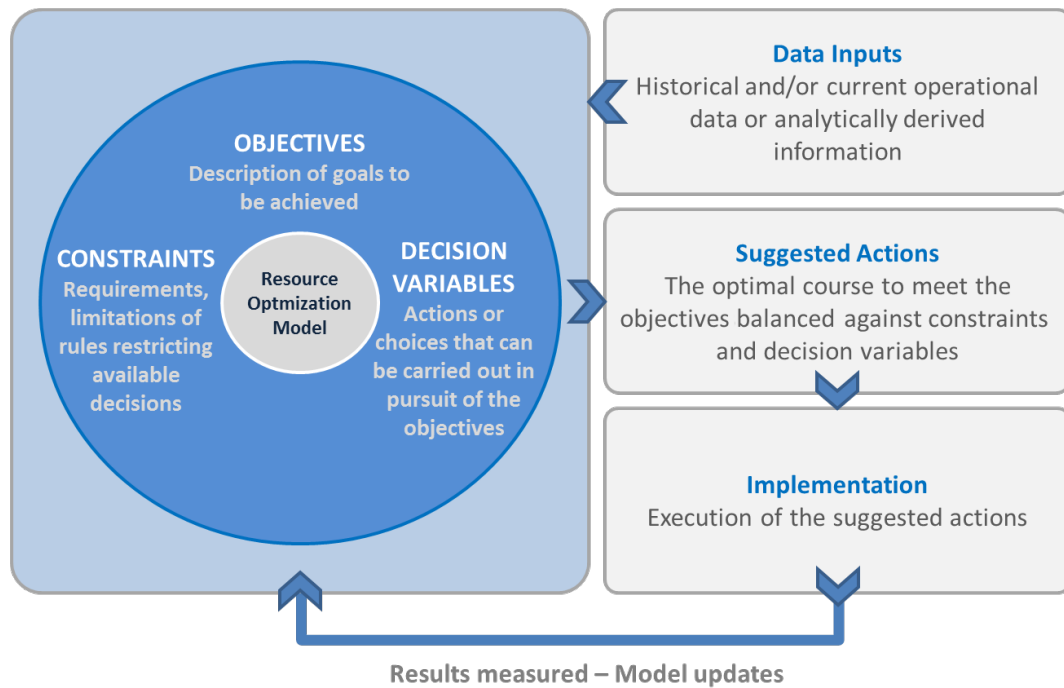 OBJECTIVES
Description of goals to
be achieved
CONSTRAINTS
Requirements,
limitations of
rules restricting
available
decisions
Resource
Optmization
Model
DECISION
VARIABLES
Actions or
choices that can
be carried out in
pursuit of the
objectives
Data Inputs
Historical and/or current operational
data or analytically derived
information
Suggested Actions
The optimal course to meet the
objectives balanced against constraints
and decision variables
Implementation
Execution of the suggested actions
Results measured – Model updates